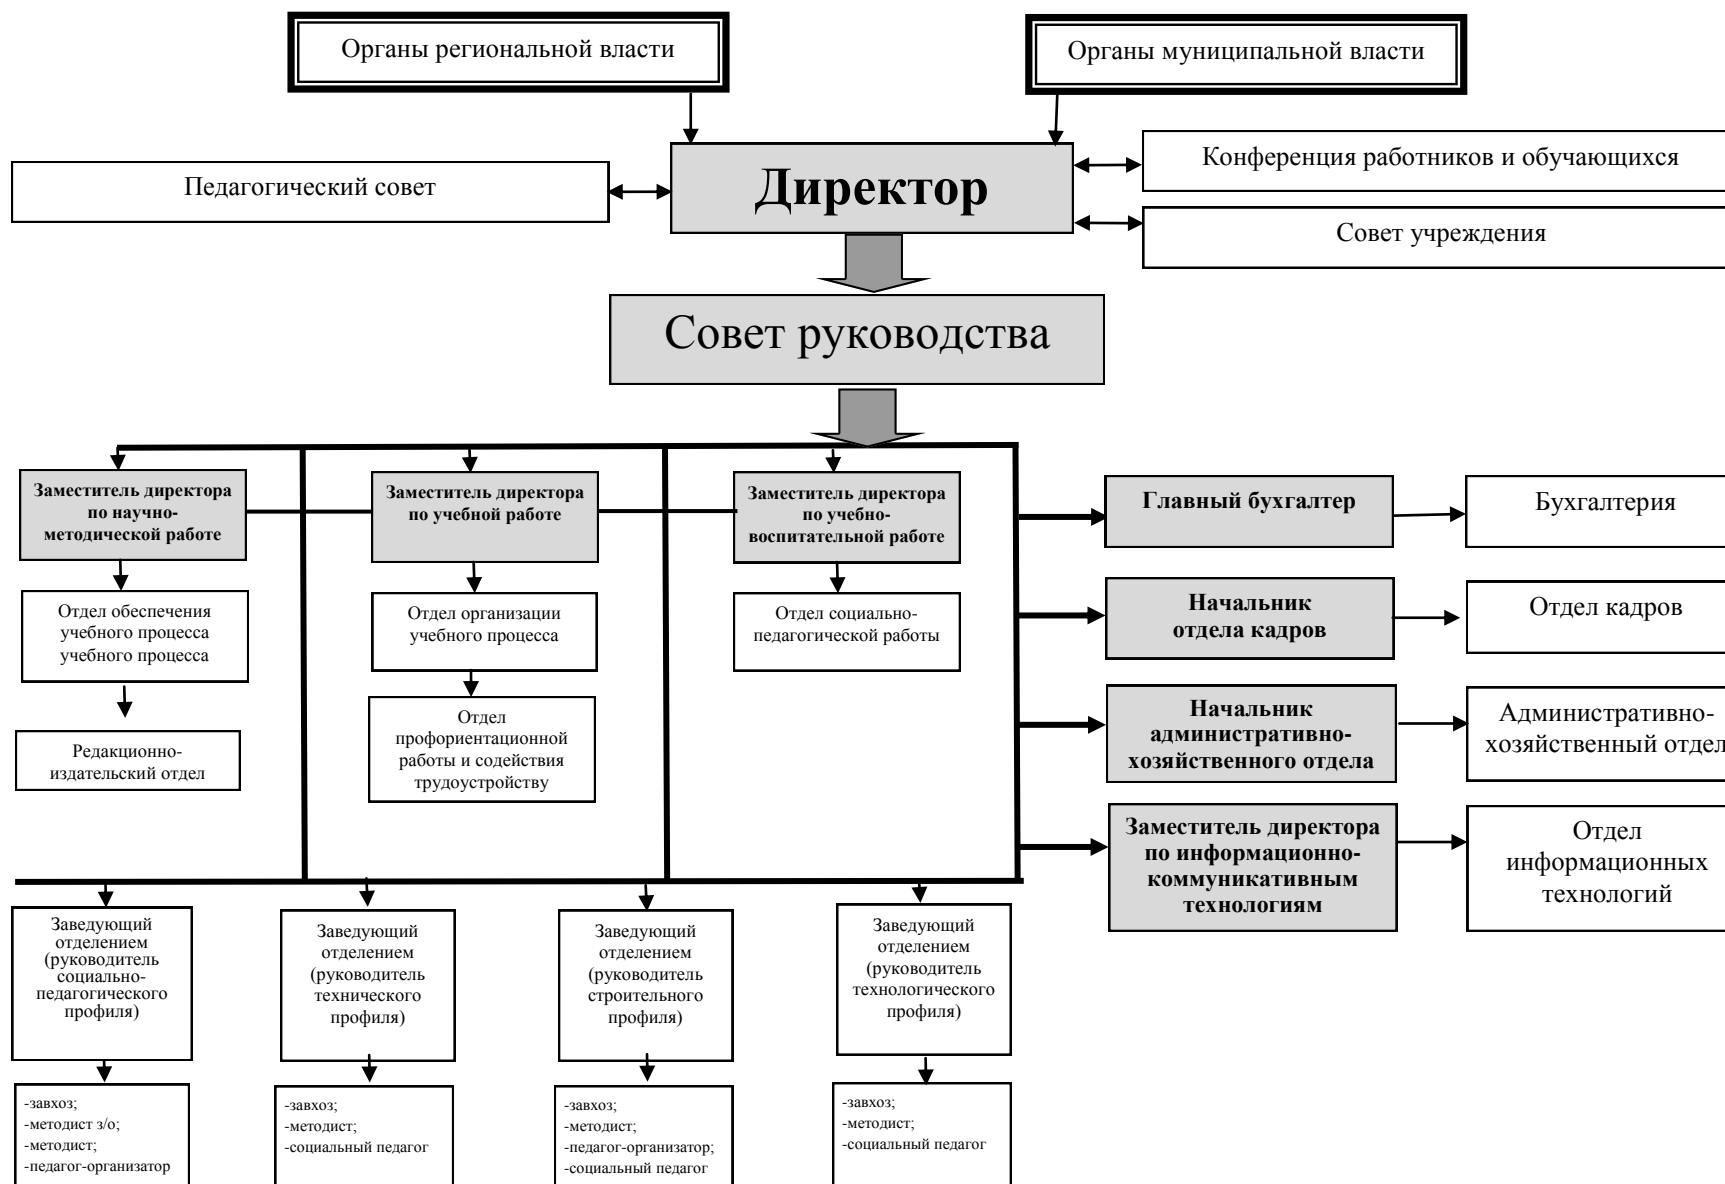 Органы региональной власти
Органы муниципальной власти
Директор
Педагогический совет
Конференция работников и обучающихся
Совет учреждения
Совет руководства
Заместитель директора
по научно-
методической работе
Заместитель директора
по учебной работе
Заместитель директора
по учебно-
воспитательной работе
Главный бухгалтер
Бухгалтерия
Отдел обеспечения
учебного процесса
учебного процесса
Отдел организации
учебного процесса
Отдел социально-
педагогической работы
Начальник
отдела кадров
Отдел кадров
Редакционно-
издательский отдел
Отдел
профориентационной
работы и содействия
трудоустройству
Начальник
административно-
хозяйственного отдела
Административно-
хозяйственный отдел
Заместитель директора
по информационно-
коммуникативным
технологиям
Отдел
информационных
технологий
Заведующий
отделением
(руководитель
социально-
педагогического
профиля)
Заведующий
отделением
(руководитель
технического
профиля)
Заведующий
отделением
(руководитель
строительного
профиля)
Заведующий
отделением
(руководитель
технологического
профиля)
-завхоз;
-методист з/о;
-методист;
-педагог-организатор
-завхоз;
-методист;
-социальный педагог
-завхоз;
-методист;
-педагог-организатор;
-социальный педагог
-завхоз;
-методист;
-социальный педагог